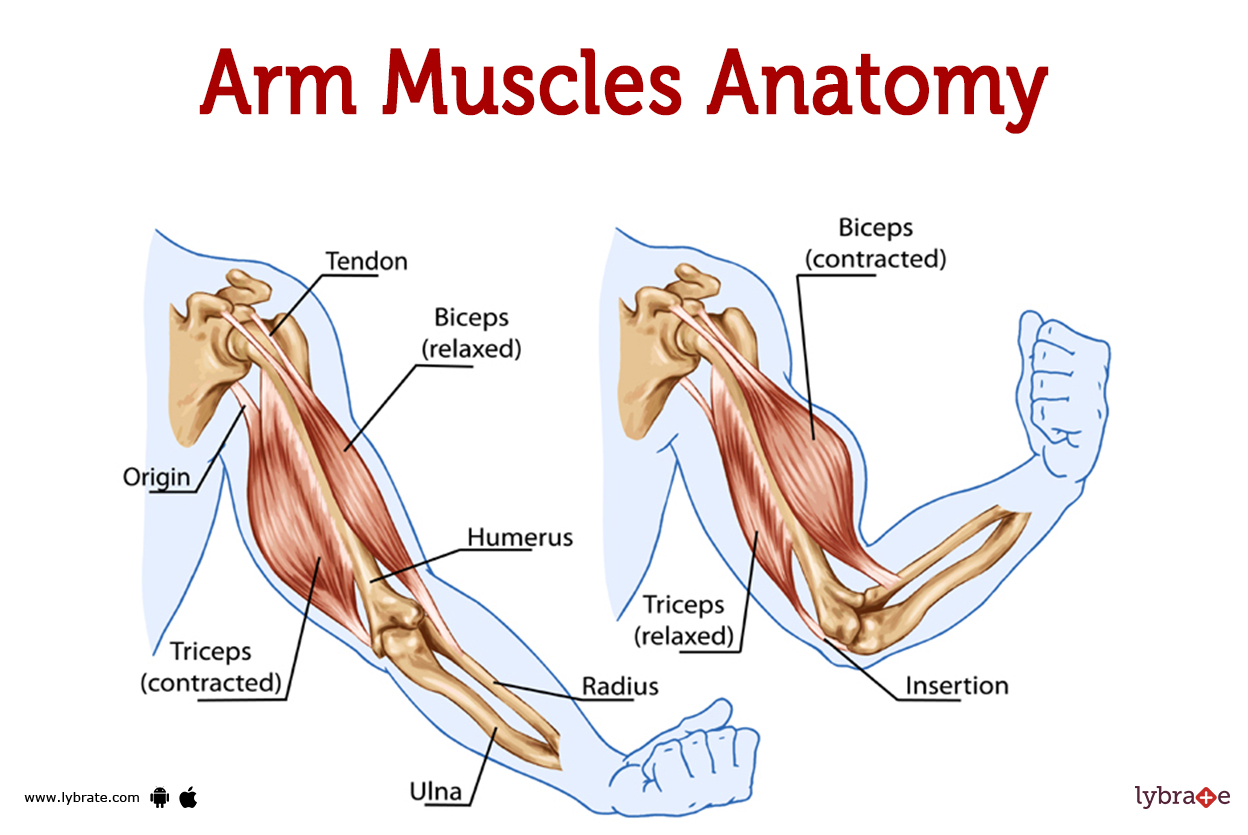 Arm Muscles Anatomy
Tendon
Biceps
(relaxed)
Origin
Humerus
Triceps
(contracted)
Radius
Ulna
Biceps
(contracted)
Triceps
(relaxed)
Insertion
www.lybrate.com
lybrate